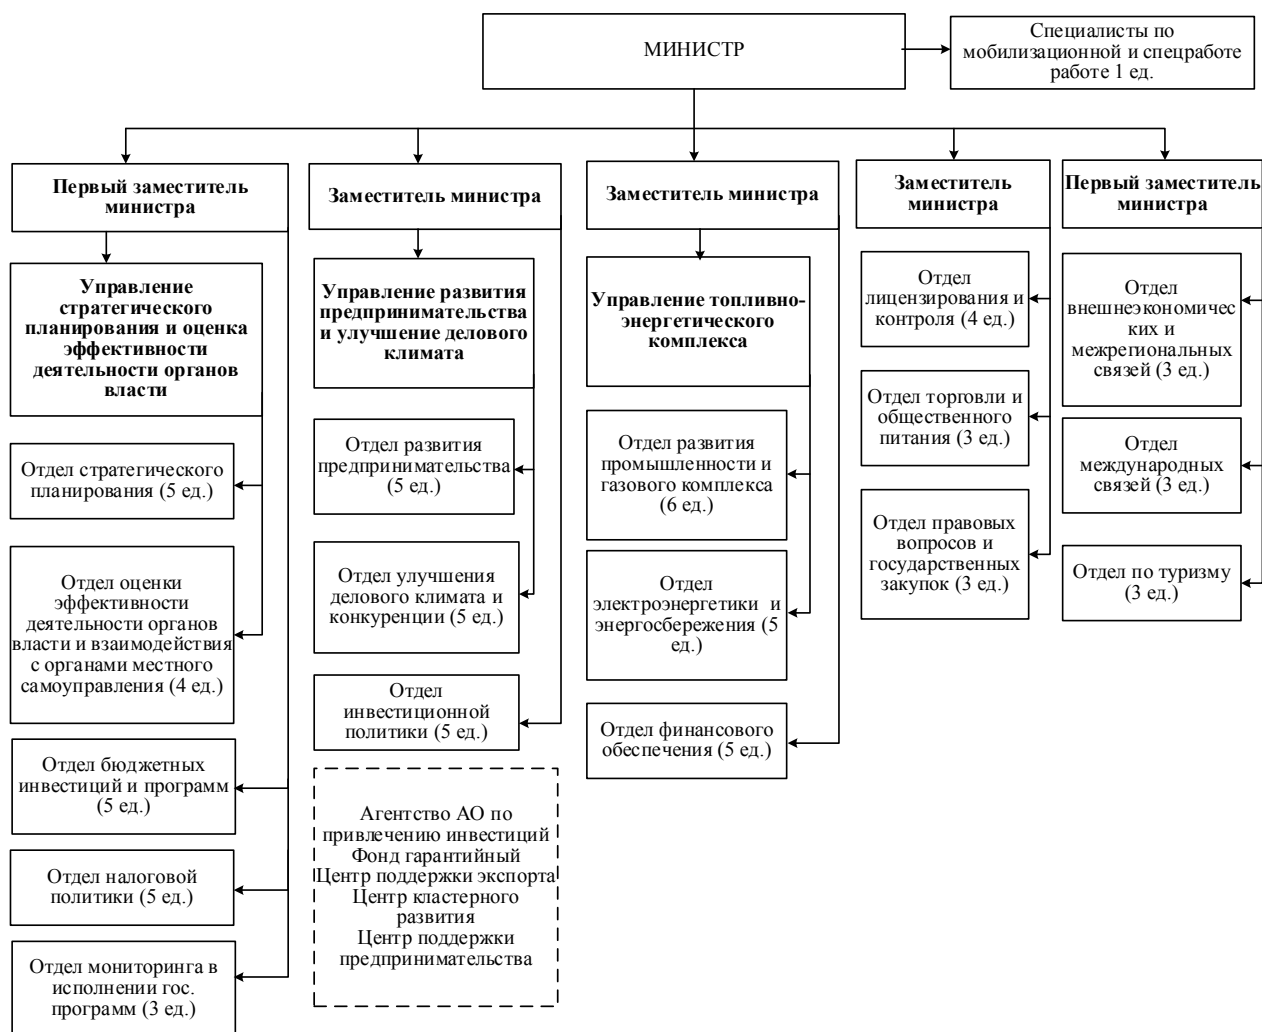 МИНИСТР
Специалисты по
мобилизационной и спецработе
работе 1 ед.
Первый заместитель
министра
Управление
стратегического
планирования и оценка
эффективности
деятельности органов
власти
Отдел стратегического
планирования (5 ед.)
Отдел оценки
эффективности
деятельности органов
власти и взаимодействия
с органами местного
самоуправления (4 ед.)
Отдел бюджетных
инвестиций и программ
(5 ед.)
Отдел налоговой
политики (5 ед.)
Отдел мониторинга в
исполнении гос.
программ (3 ед.)
Заместитель министра
Управление развития
предпринимательства
и улучшение делового
климата
Отдел развития
предпринимательства
(5 ед.)
Отдел улучшения
делового климата и
конкуренции (5 ед.)
Отдел
инвестиционной
политики (5 ед.)
Агентство АО по
привлечению инвестиций
Фонд гарантийный
Центр поддержки экспорта
Центр кластерного
развития
Центр поддержки
предпринимательства
Заместитель министра
Управление топливно-
энергетического
комплекса
Отдел развития
промышленности и
газового комплекса
(6 ед.)
Отдел
электроэнергетики и
энергосбережения (5
ед.)
Отдел финансового
обеспечения (5 ед.)
Заместитель
министра
Отдел
лицензирования и
контроля (4 ед.)
Отдел торговли и
общественного
питания (3 ед.)
Отдел правовых
вопросов и
государственных
закупок (3 ед.)
Первый заместитель
министра
Отдел
внешнеэкономичес
ких и
межрегиональных
связей (3 ед.)
Отдел
международных
связей (3 ед.)
Отдел по туризму
(3 ед.)